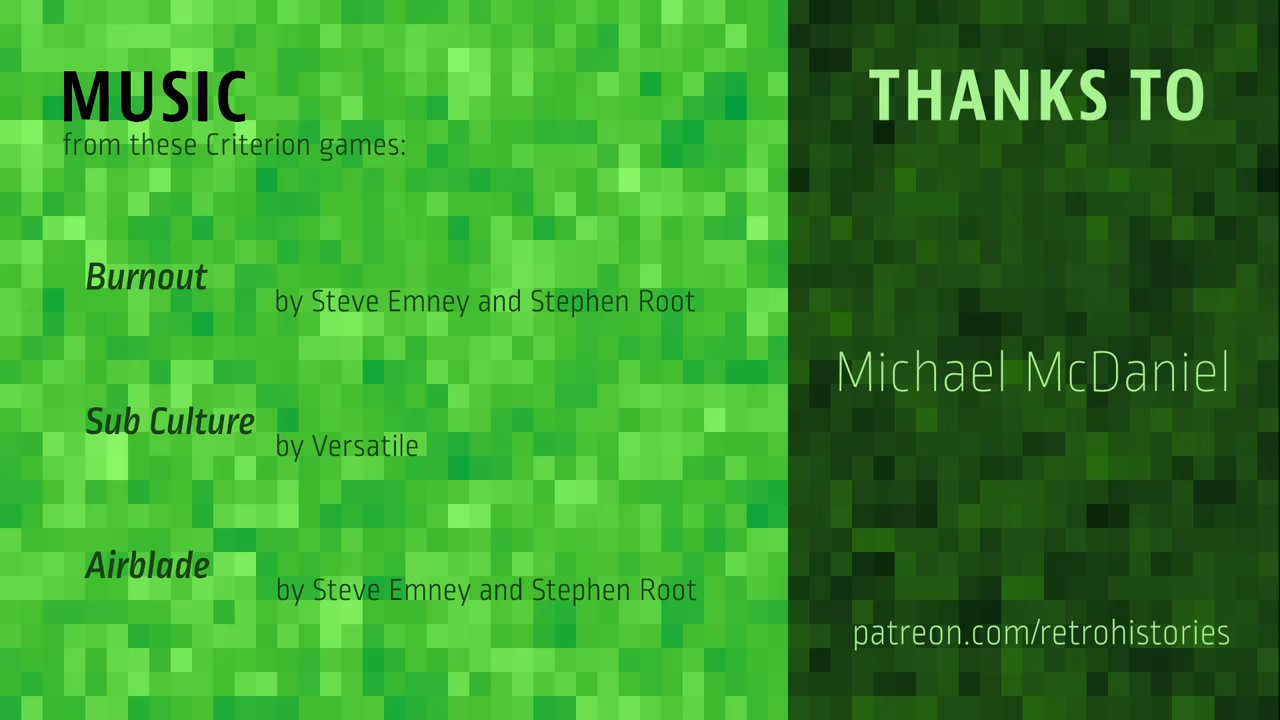 MUSIC
from these Criterion games:
Burnout
by Steve Emney and Stephen Root
Sub Culture
by Versatile
Airblade
by Steve Emney and Stephen Root
THANKS TO
Michael McDaniel
patreon.com/retrohistories